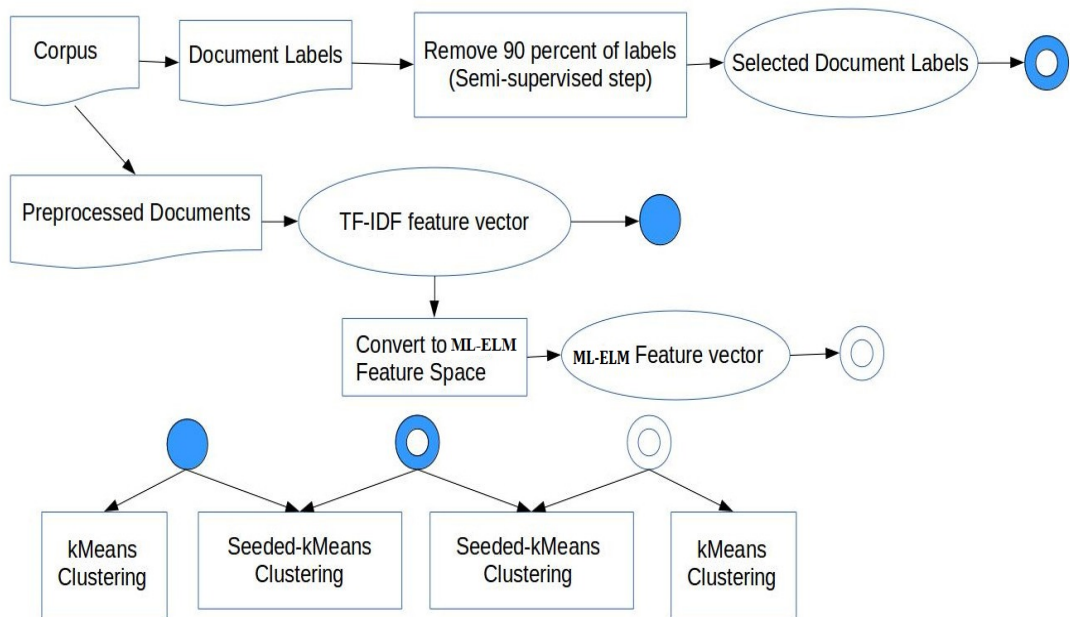 Corpus
Document Labels
Remove 90 percent of labels
(Semi-supervised step)
Selected Document Labels
Preprocessed Documents
TF-IDF feature vector
Convert to ML-ELM
Feature Space
ML-ELM Feature vector
kMeans
Clustering
Seeded-kMeans
Clustering
Seeded-kMeans
Clustering
kMeans
Clustering